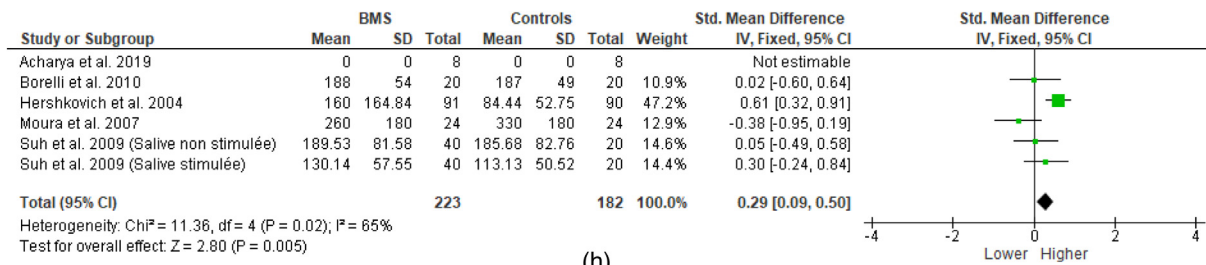 BMS Controls Std. Mean Difference Std. Mean Difference
Study or Subgroup Mean SD Total Mean SD Total Weight IV, Fixed, 95% CI IV, Fixed, 95% CI
Acharya et al. 2019 0 0 8 0 0 8 Not estimable
Borelli et al. 2010 188 54 20 187 49 20 10.9% 0.02 [-0.60, 0.64]
Hershkovich et al. 2004 160 164.84 91 84.44 52.75 90 47.2% 0.61 [0.32, 0.91]
Moura et al. 2007 260 180 24 330 180 24 12.9% -0.38 [-0.95, 0.19]
Suh et al. 2009 (Salive non stimulée) 189.53 81.58 40 185.68 82.76 20 14.6% 0.05 [-0.49, 0.58]
Suh et al. 2009 (Salive stimulée) 130.14 57.55 40 113.13 50.52 20 14.4% 0.30 [-0.24, 0.84]
Total (95% CI) 223 182 100.0% 0.29 [0.09, 0.50]
Heterogeneity: Chi² = 11.36, df = 4 (P = 0.02); I² = 65%
Test for overall effect: Z = 2.80 (P = 0.005)
-4 -2 0 2 4
Lower Higher
(h)